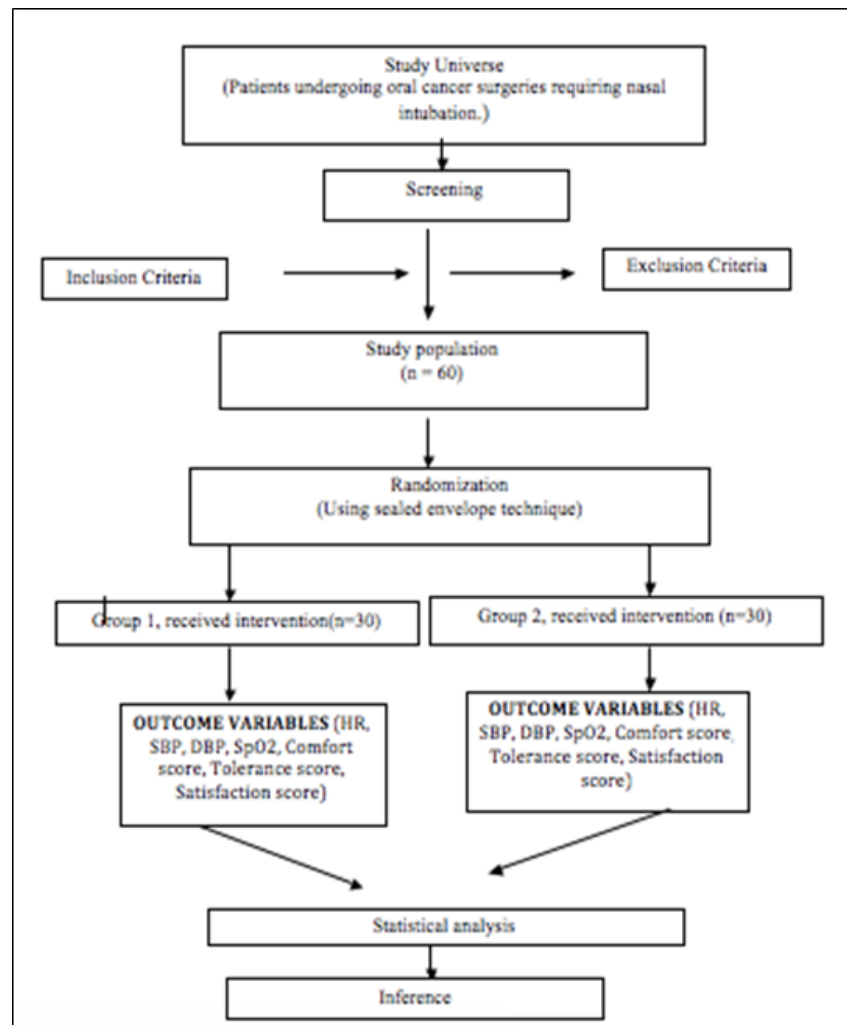 Study Universe
(Patients undergoing oral cancer surgeries requiring nasal
intubation.)
Screening
Inclusion Criteria
Exclusion Criteria
Study population
(n = 60)
Randomization
(Using sealed envelope technique)
Group 1, received intervention(n=30)
Group 2, received intervention (n=30)
OUTCOME VARIABLES (HR,
SBP, DBP, SpO2, Comfort
score, Tolerance score,
Satisfaction score)
OUTCOME VARIABLES (HR,
SBP, DBP, SpO2, Comfort score,
Tolerance score, Satisfaction
score)
Statistical analysis
Inference